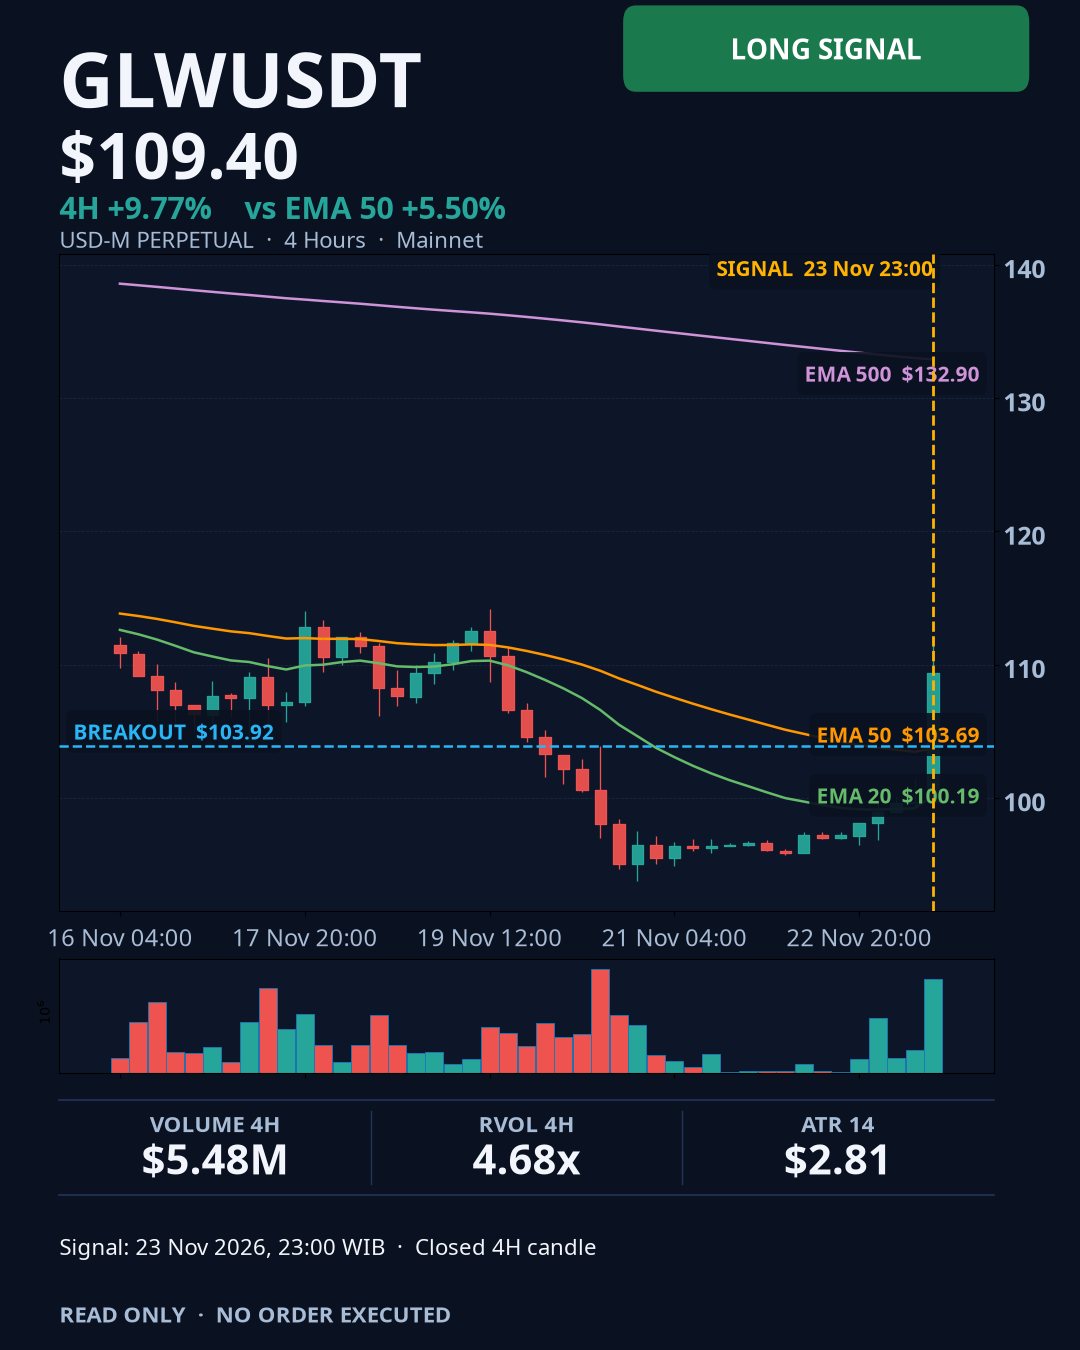 LONG SIGNAL
GLWUSDT
$109.40
4H +9.77% vs EMA 50 +5.50%
USD-M PERPETUAL · 4 Hours · Mainnet
SIGNAL 23 Nov 23:00
140
EMA 500 $132.90
130
120
110
BREAKOUT $103.92
EMA 50 $103.69
EMA 20 $100.19
100
16 Nov 04:00 17 Nov 20:00 19 Nov 12:00 21 Nov 04:00 22 Nov 20:00
10⁶
VOLUME 4H RVOL 4H ATR 14
$5.48M 4.68x $2.81
Signal: 23 Nov 2026, 23:00 WIB · Closed 4H candle
READ ONLY · NO ORDER EXECUTED